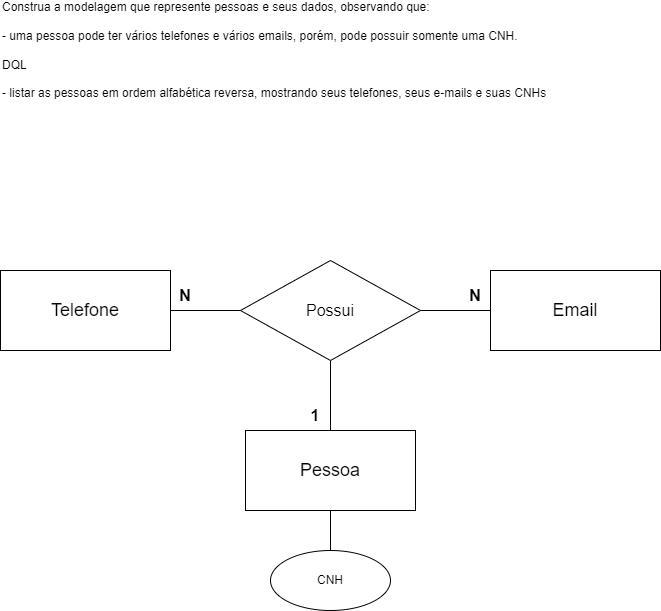 Construa a modelagem que represente pessoas e seus dados, observando que:
- uma pessoa pode ter vários telefones e vários emails, porém, pode possuir somente uma CNH.
DQL
- listar as pessoas em ordem alfabética reversa, mostrando seus telefones, seus e-mails e suas CNHs
N
N
Telefone
Possui
Email
1
Pessoa
CNH